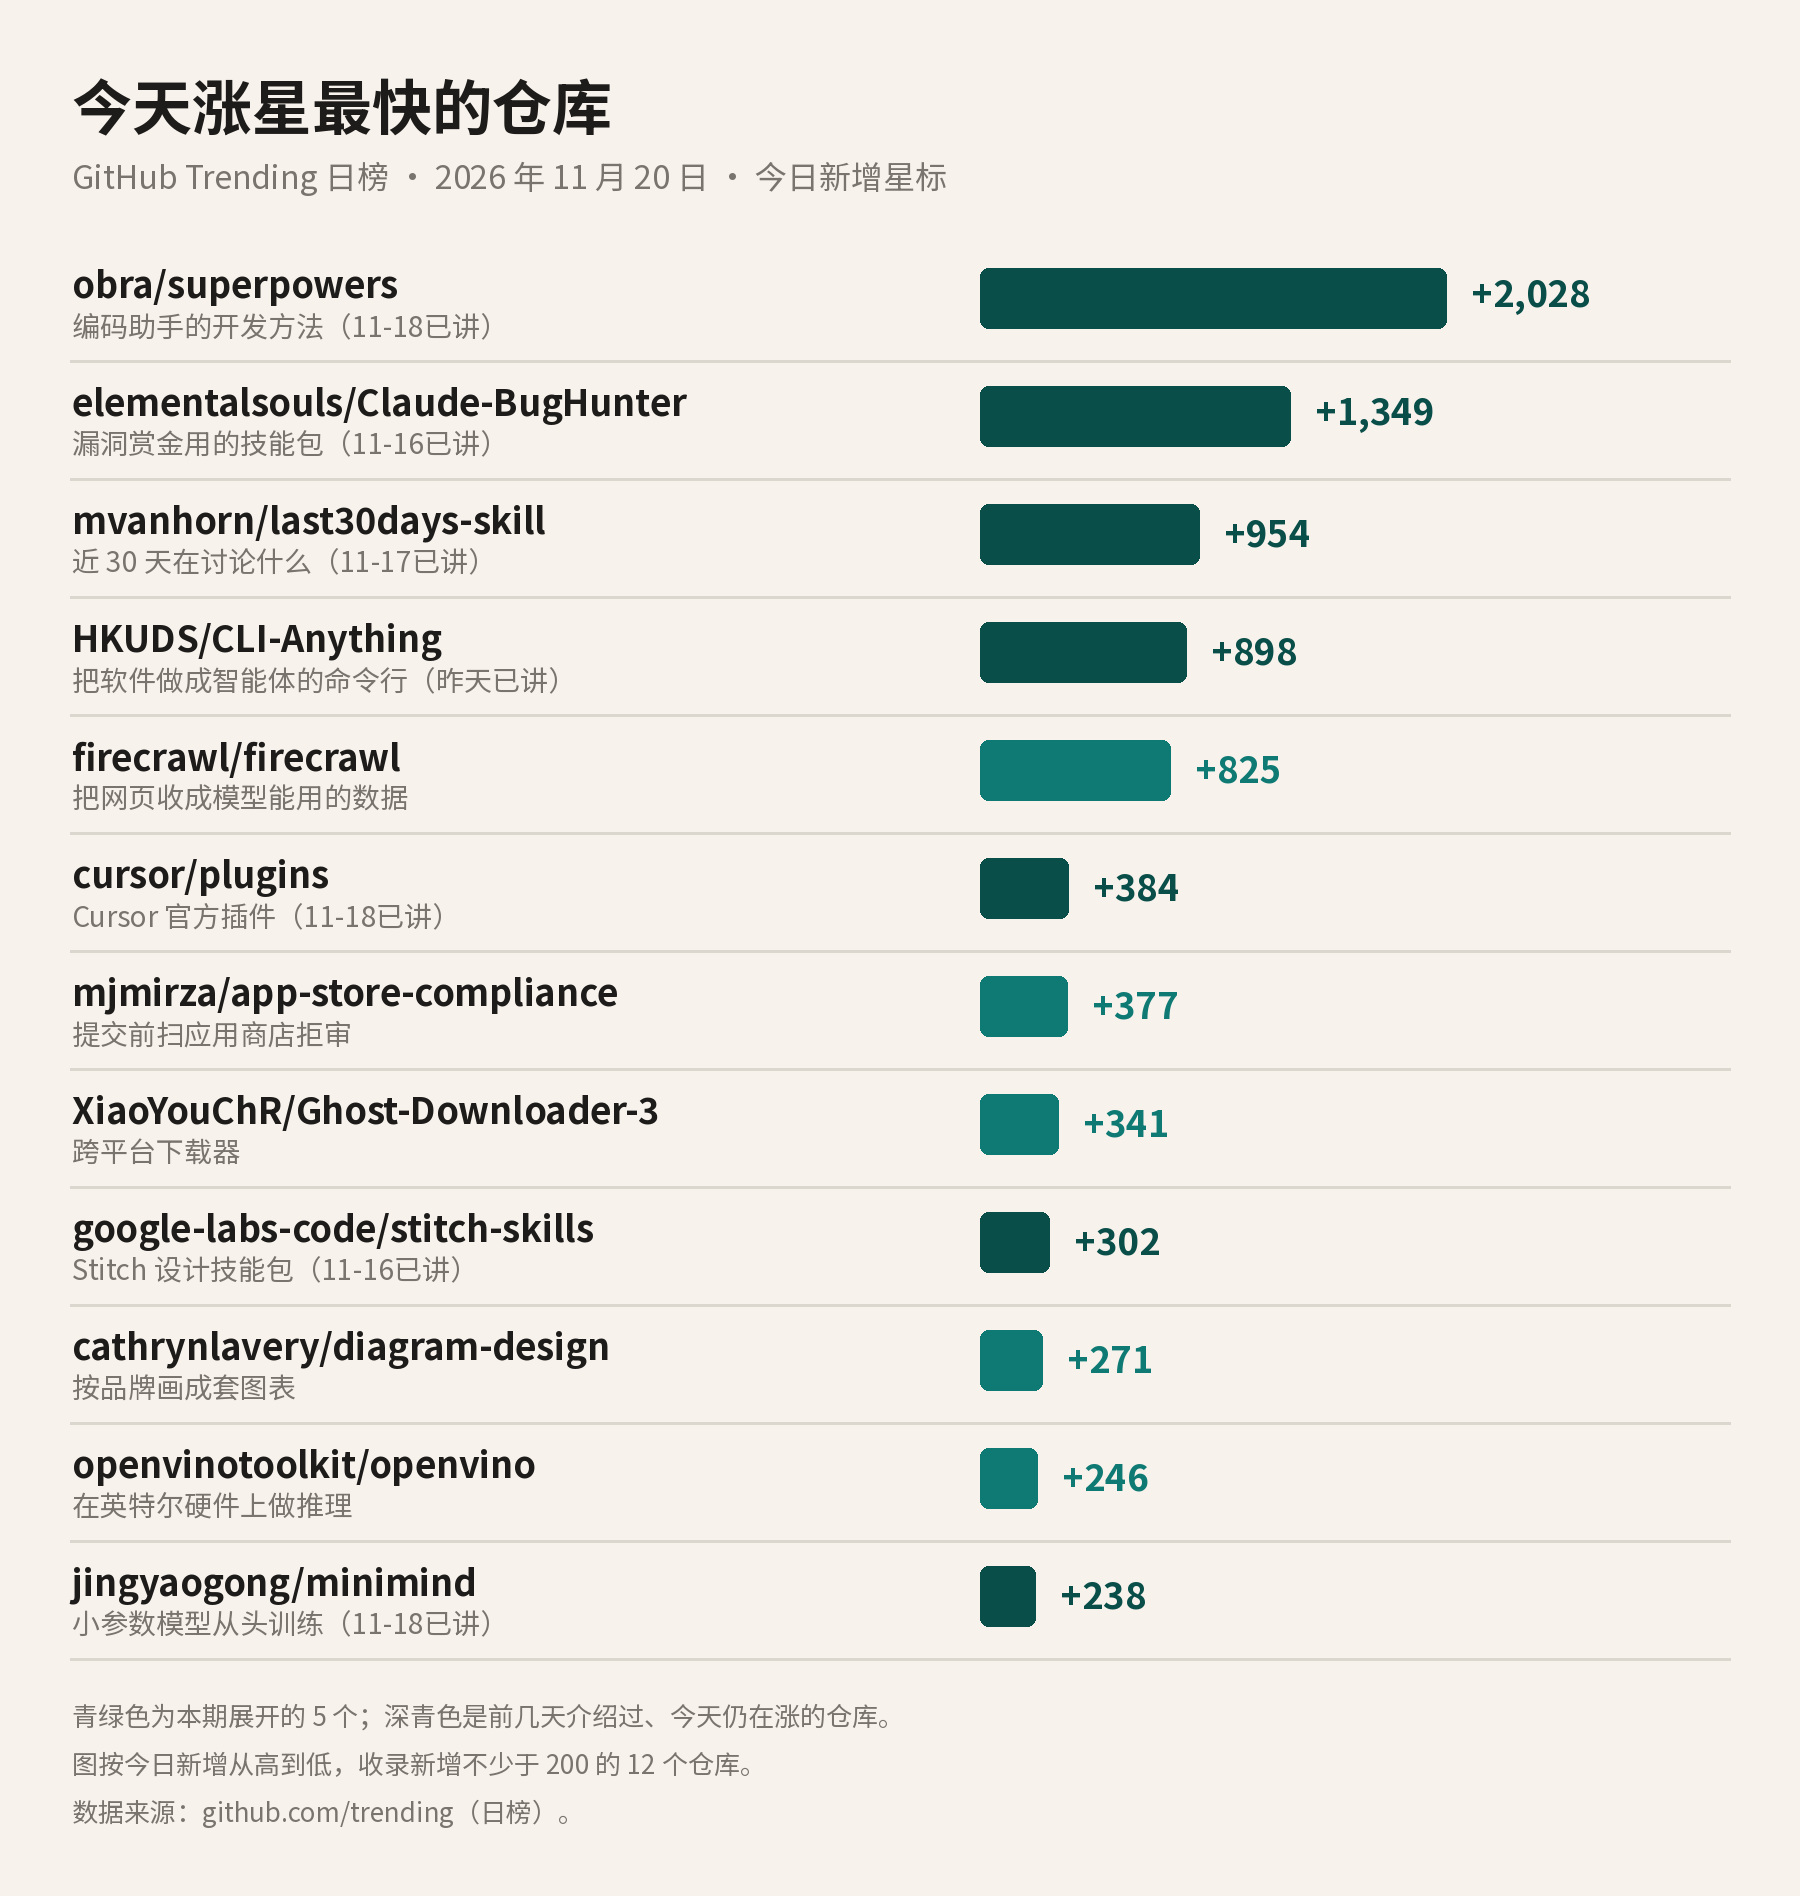 今天涨星最快的仓库
GitHub Trending 日榜 · 2026 年 11 月 20 日 · 今日新增星标
obra/superpowers
编码助手的开发方法（11-18已讲）
+2,028
elementalsouls/Claude-BugHunter
漏洞赏金用的技能包（11-16已讲）
+1,349
mvanhorn/last30days-skill
近 30 天在讨论什么（11-17已讲）
+954
HKUDS/CLI-Anything
把软件做成智能体的命令行（昨天已讲）
+898
firecrawl/firecrawl
把网页收成模型能用的数据
+825
cursor/plugins
Cursor 官方插件（11-18已讲）
+384
mjmirza/app-store-compliance
提交前扫应用商店拒审
+377
XiaoYouChR/Ghost-Downloader-3
跨平台下载器
+341
google-labs-code/stitch-skills
Stitch 设计技能包（11-16已讲）
+302
cathrynlavery/diagram-design
按品牌画成套图表
+271
openvinotoolkit/openvino
在英特尔硬件上做推理
+246
jingyaogong/minimind
小参数模型从头训练（11-18已讲）
+238
青绿色为本期展开的 5 个；深青色是前几天介绍过、今天仍在涨的仓库。
图按今日新增从高到低，收录新增不少于 200 的 12 个仓库。
数据来源：github.com/trending（日榜）。